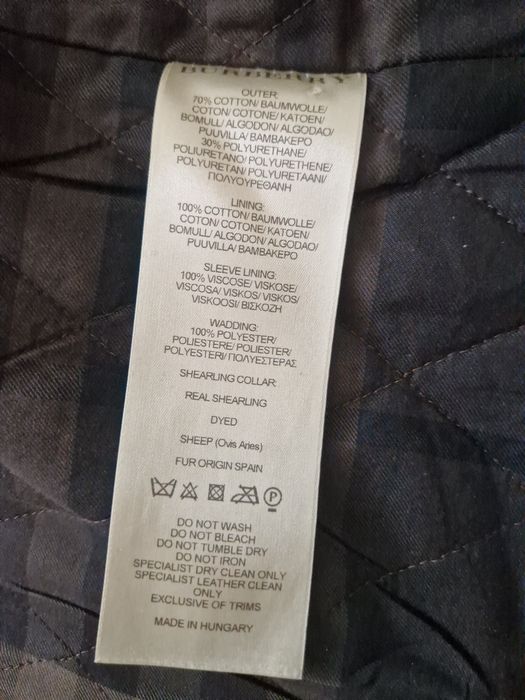 BURBERRY
OUTER:
70% COTTON/ BAUMWOLLE/
COTON/ COTONE/ KATOEN/
BOMULL/ ALGODON/ ALGODAO/
PUUVILLA/ ΒΑΜΒΑΚΕΡΟ
30% POLYURETHANE/
POLIURETANO/ POLYURETHENE/
POLYURETAN/ POLYURETAANI/
ΠΟΛΥΟΥΡΕΘΑΝΗ
LINING:
100% COTTON/ BAUMWOLLE/
COTON/ COTONE/ KATOEN/
BOMULL/ ALGODON/ ALGODAO/
PUUVILLA/ ΒΑΜΒΑΚΕΡΟ
SLEEVE LINING:
100% VISCOSE/ VISKOSE/
VISCOSA/ VISKOS/ VISKOS/
VISKOOSI/ ΒΙΣΚΟΖΗ
WADDING:
100% POLYESTER/
POLIESTERE/ POLIESTER/
POLYESTERI/ ΠΟΛΥΕΣΤΕΡΑΣ
SHEARLING COLLAR:
REAL SHEARLING
DYED
SHEEP (Ovis Aries)
FUR ORIGIN SPAIN
P
DO NOT WASH
DO NOT BLEACH
DO NOT TUMBLE DRY
DO NOT IRON
SPECIALIST DRY CLEAN ONLY
SPECIALIST LEATHER CLEAN
ONLY
EXCLUSIVE OF TRIMS
MADE IN HUNGARY